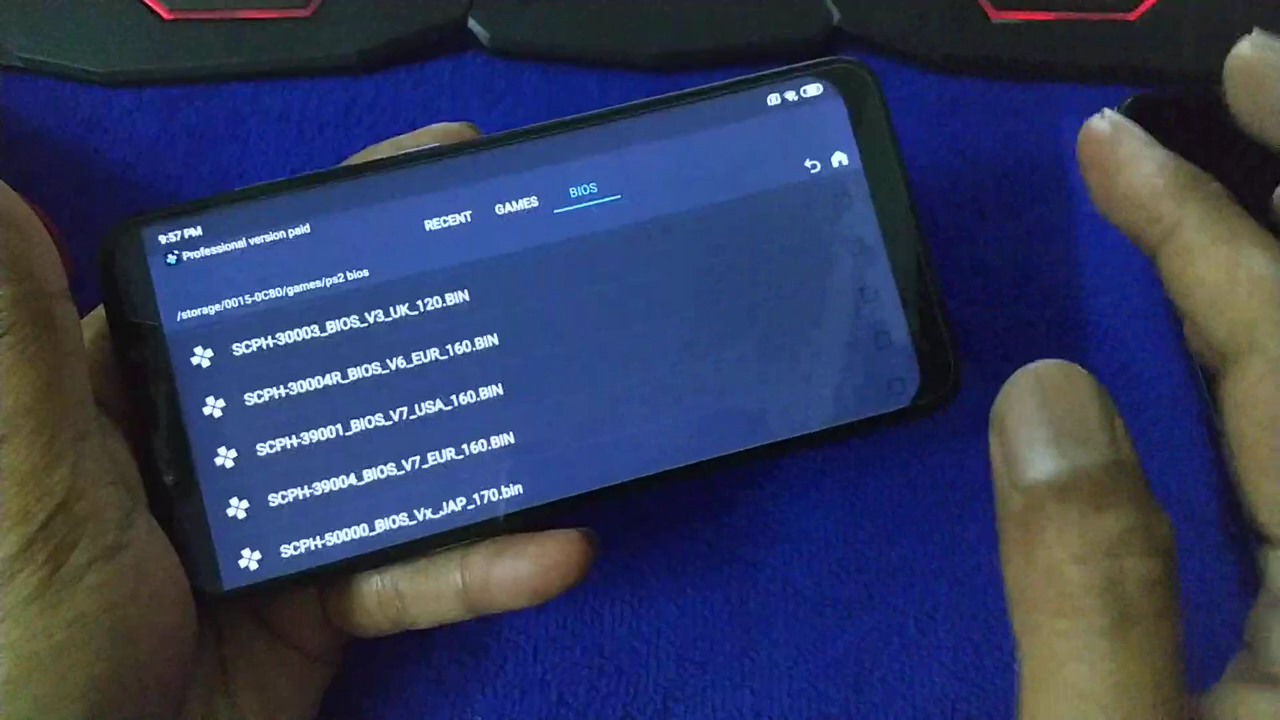 9:57 PM
Professional version paid
RECENT GAMES BIOS
/storage/0015-0C80/games/ps2 bios
SCPH-30003_BIOS_V3_UK_120.BIN
SCPH-30004R_BIOS_V6_EUR_160.BIN
SCPH-39001_BIOS_V7_USA_160.BIN
SCPH-39004_BIOS_V7_EUR_160.BIN
SCPH-50000_BIOS_Vx_JAP_170.bin